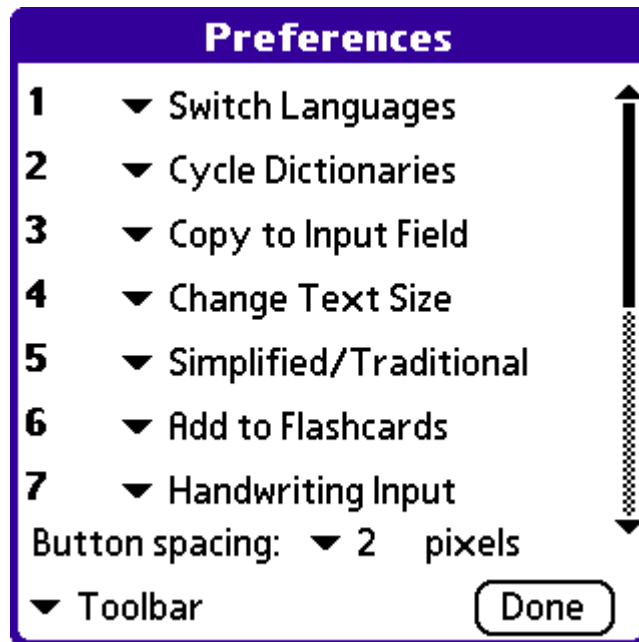 Preferences
1 Switch Languages
2 Cycle Dictionaries
3 Copy to Input Field
4 Change Text Size
5 Simplified/Traditional
6 Add to Flashcards
7 Handwriting Input
Button spacing: 2 pixels
Toolbar Done